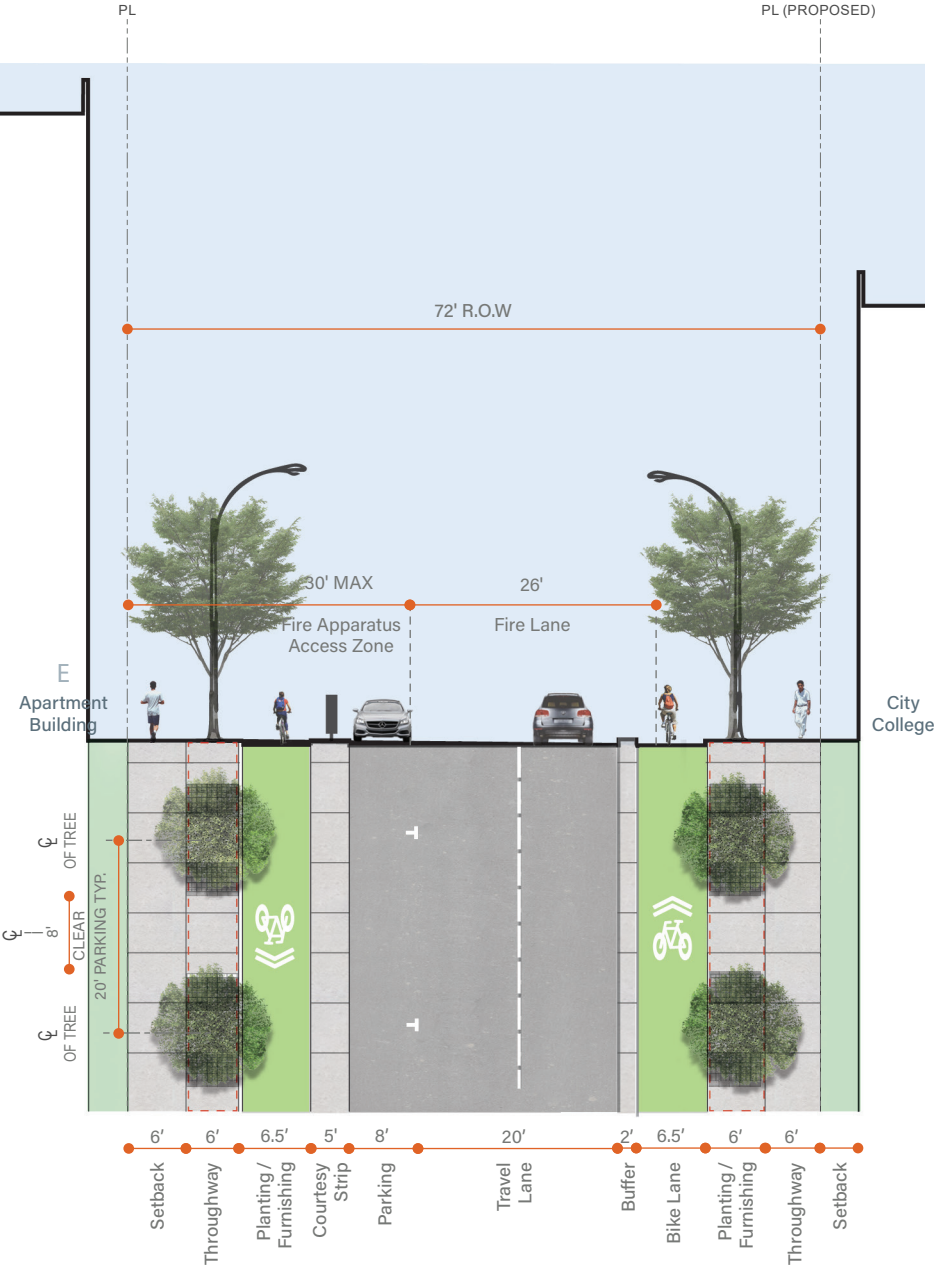 PL
PL (PROPOSED)
72' R.O.W
30' MAX
26'
Fire Apparatus
Access Zone
Fire Lane
E
Apartment
Building
City
College
℄
OF TREE
20' PARKING TYP.
℄
8'
CLEAR
℄
OF TREE
6'
6'
6.5'
5'
8'
20'
2'
6.5'
6'
6'
Setback
Throughway
Planting /
Furnishing
Courtesy
Strip
Parking
Travel
Lane
Buffer
Bike Lane
Planting /
Furnishing
Throughway
Setback